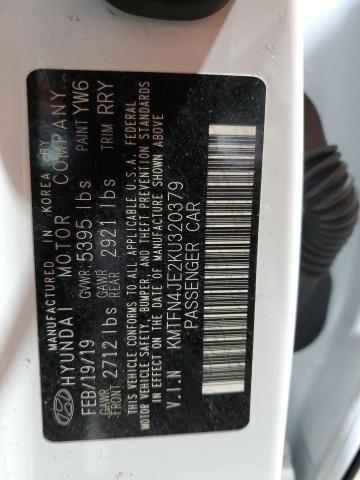 MANUFACTURED IN KOREA BY
HYUNDAI MOTOR COMPANY
FEB/19/19 GVWR 5395 lbs PAINT YW6
GAWR FRONT 2712 lbs GAWR REAR 2921 lbs TRIM RRY
THIS VEHICLE CONFORMS TO ALL APPLICABLE U.S.A. FEDERAL
MOTOR VEHICLE SAFETY, BUMPER, AND THEFT PREVENTION STANDARDS
IN EFFECT ON THE DATE OF MANUFACTURE SHOWN ABOVE.
V.I.N KMTFN4JE2KU320379
PASSENGER CAR